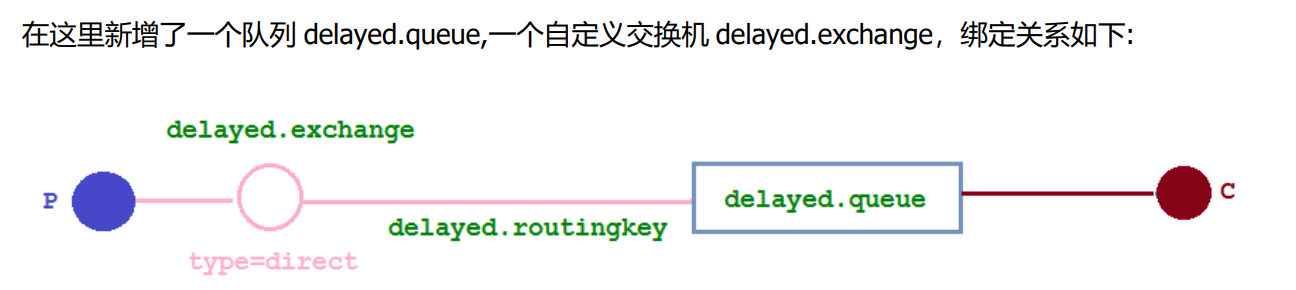 在这里新增了一个队列 delayed.queue,一个自定义交换机 delayed.exchange，绑定关系如下:
delayed.exchange
P
delayed.queue
C
delayed.routingkey
type=direct